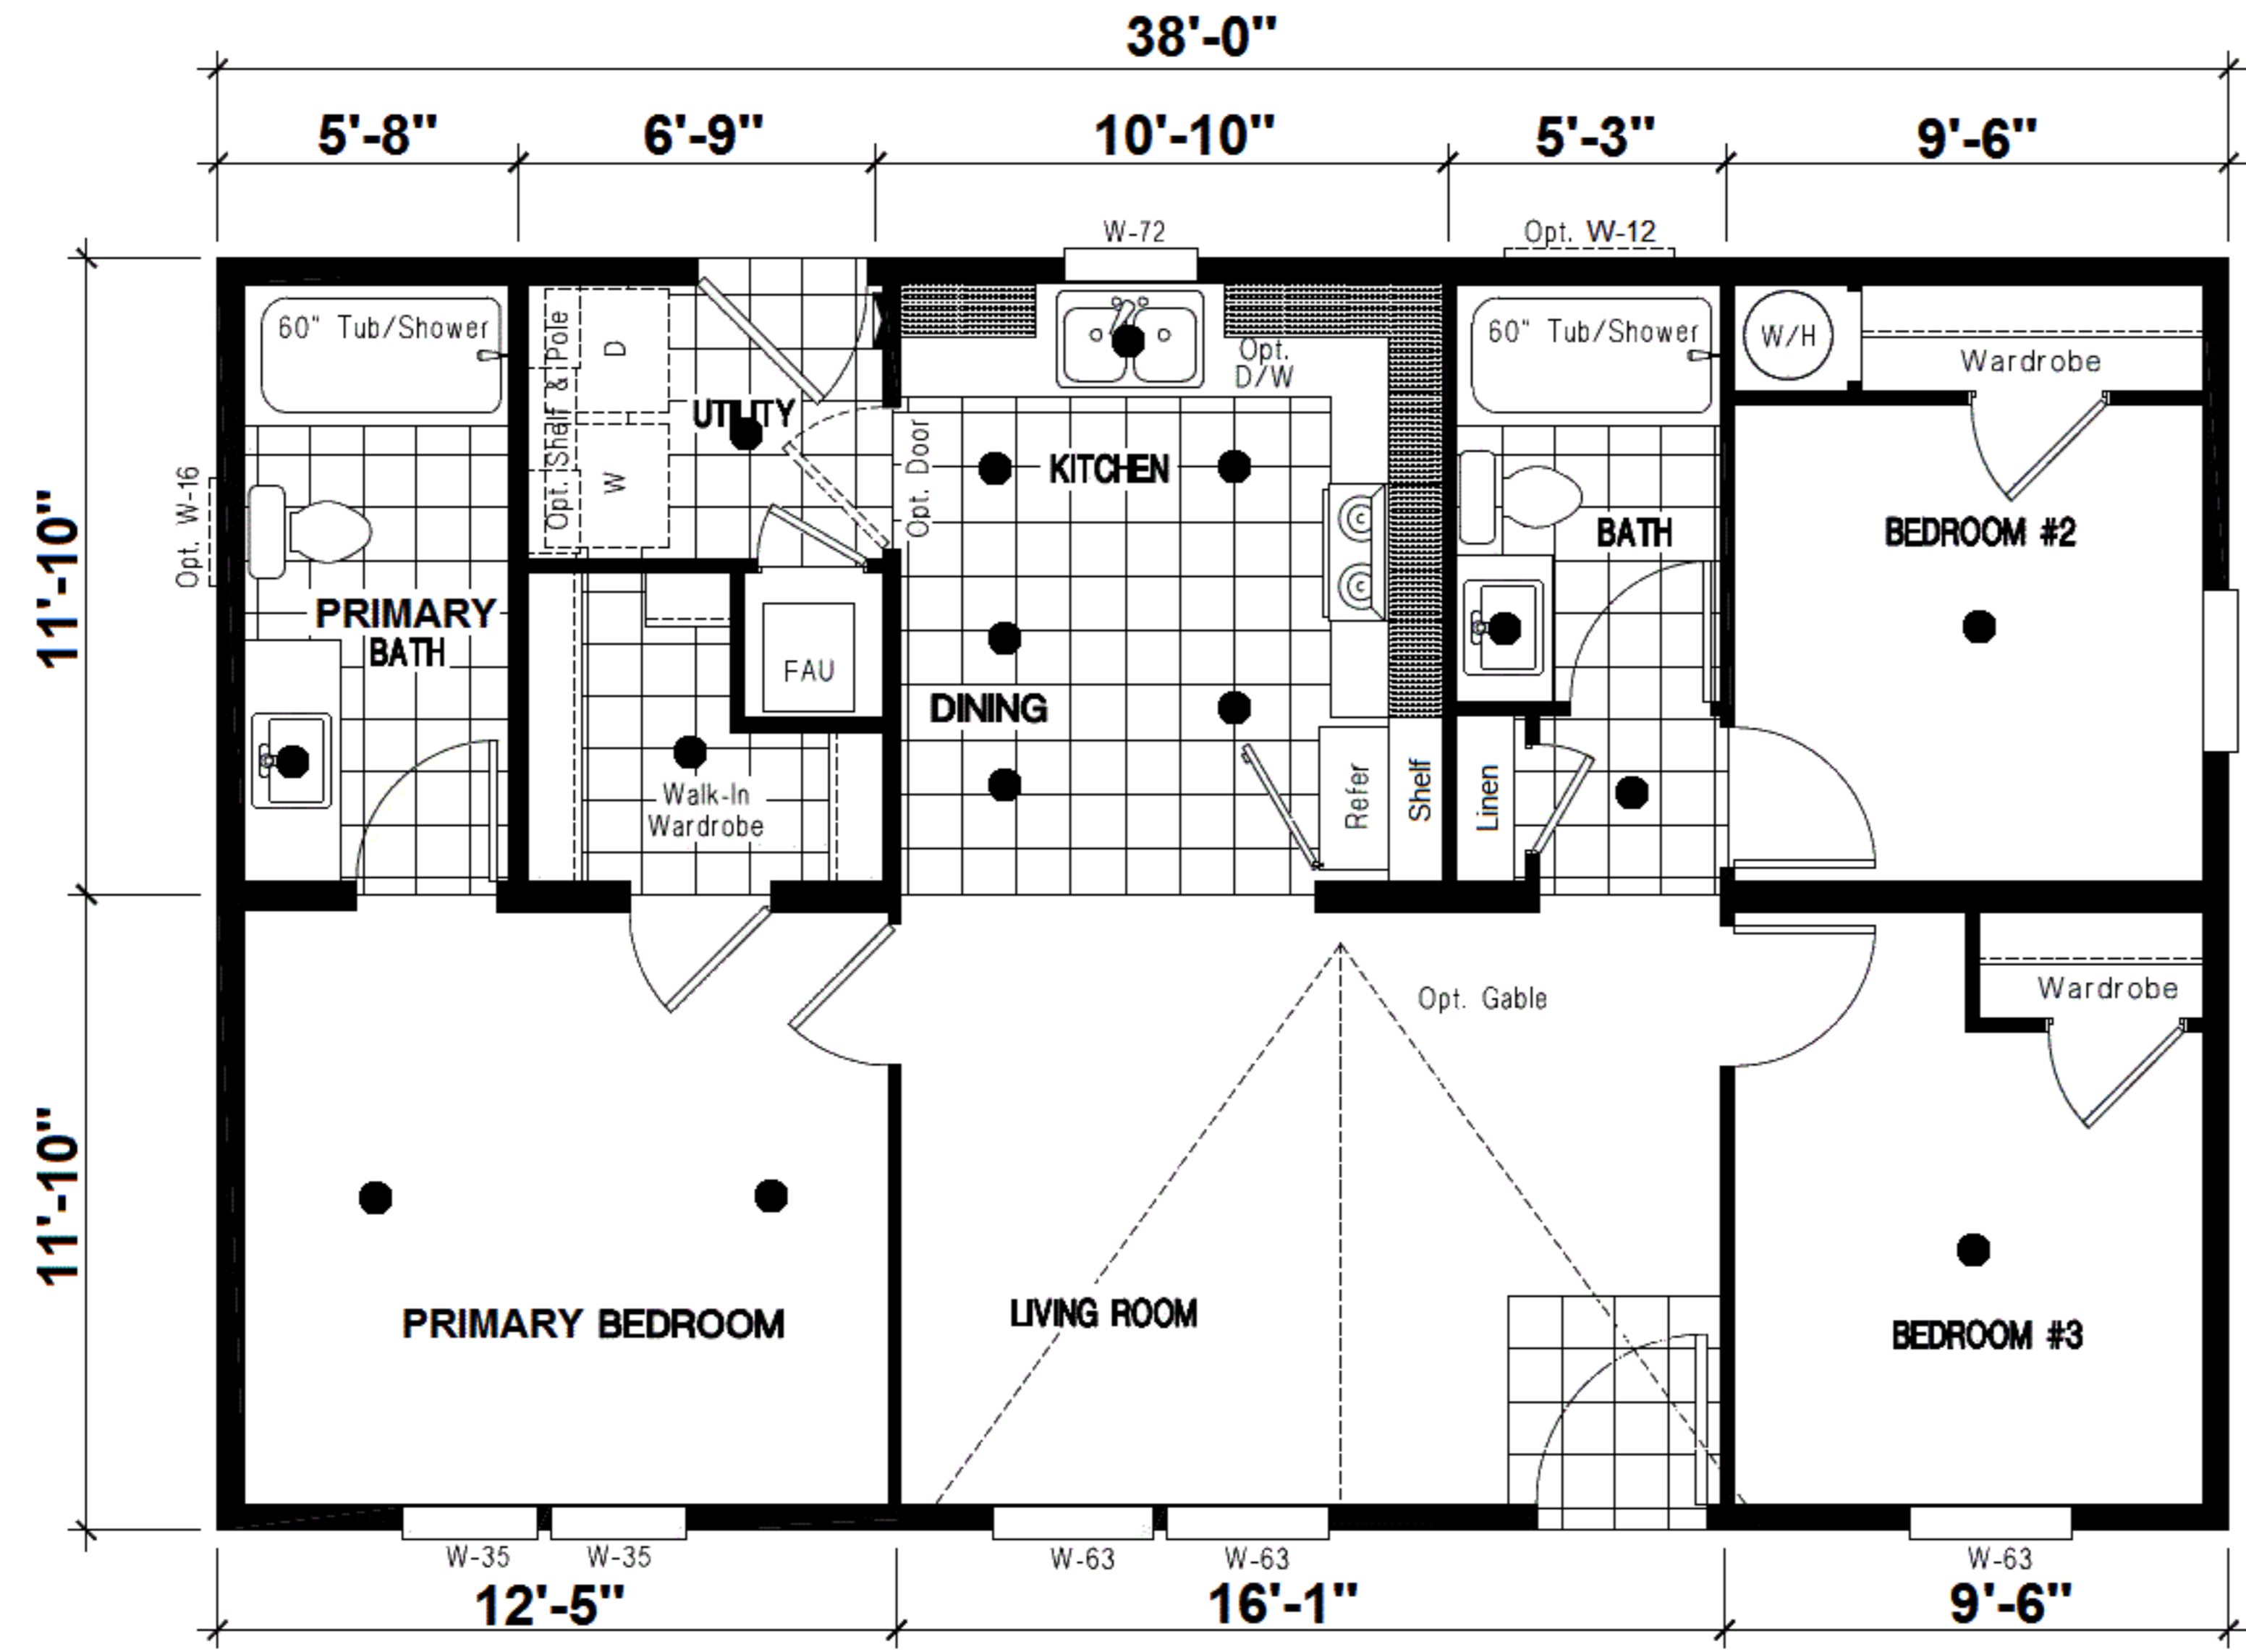 38'-0"
5'-8"
6'-9"
10'-10"
5'-3"
9'-6"
W-72
Opt. W-12
60" Tub/Shower
Opt. Shelf & Pole
D
W
UTILITY
Opt.
D/W
60" Tub/Shower
W/H
Wardrobe
Opt. W-16
11'-10"
Opt. Door
KITCHEN
BATH
BEDROOM #2
PRIMARY
BATH
FAU
DINING
Walk-In
Wardrobe
Refer
Shelf
Linen
Opt. Gable
Wardrobe
11'-10"
PRIMARY BEDROOM
LIVING ROOM
BEDROOM #3
W-35
W-35
W-63
W-63
W-63
12'-5"
16'-1"
9'-6"